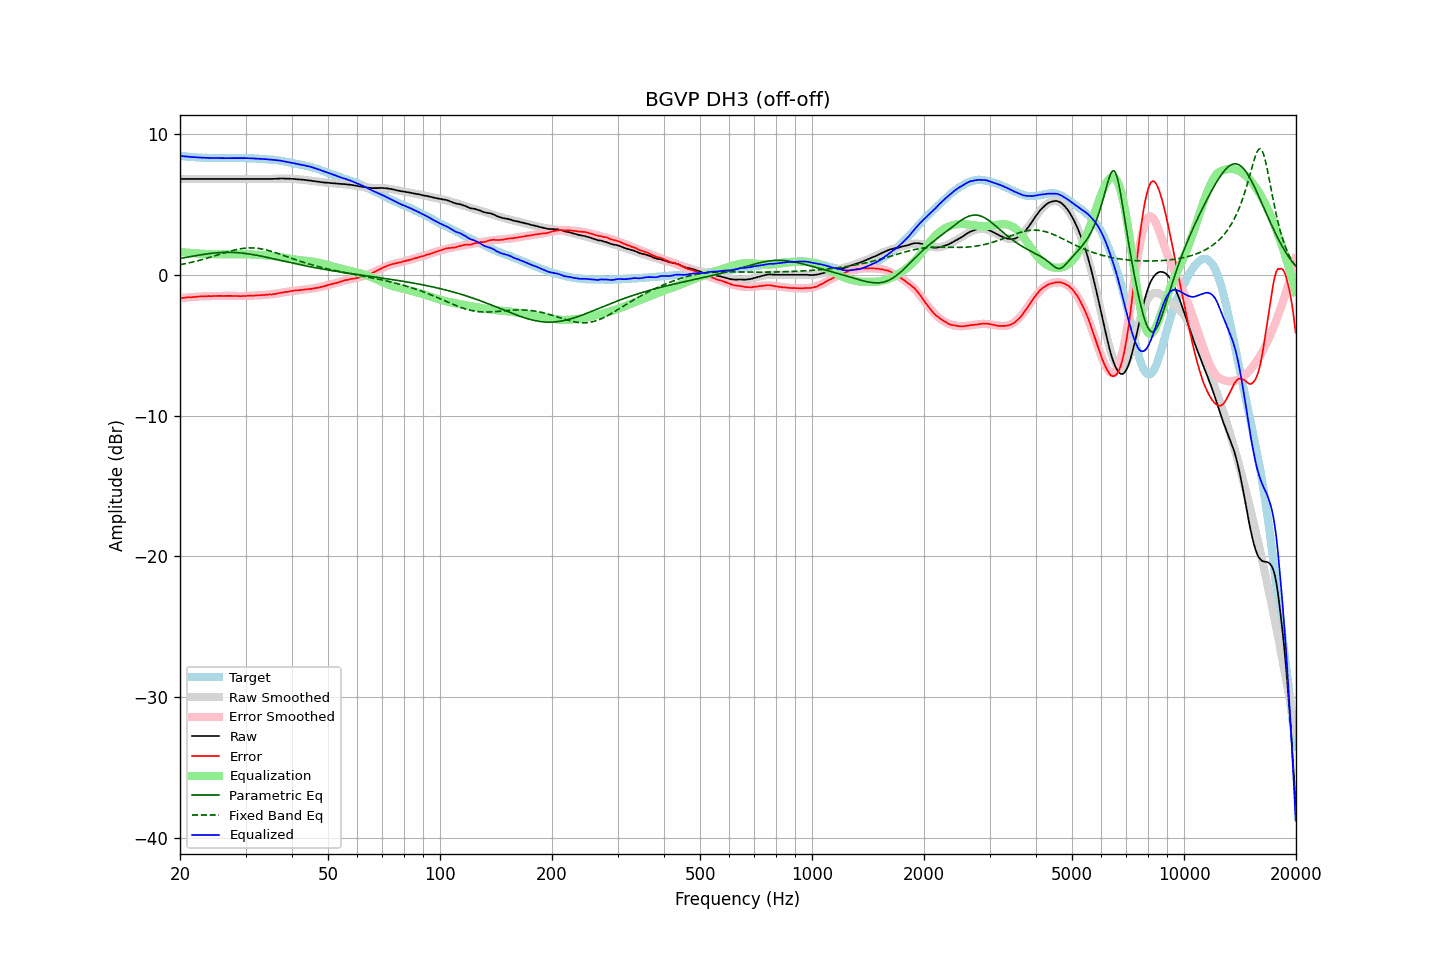 BGVP DH3 (off-off)
10
0
−10
−20
−30
−40
Amplitude (dBr)
Target
Raw Smoothed
Error Smoothed
Raw
Error
Equalization
Parametric Eq
Fixed Band Eq
Equalized
20
50
100
200
500
1000
2000
5000
10000
20000
Frequency (Hz)